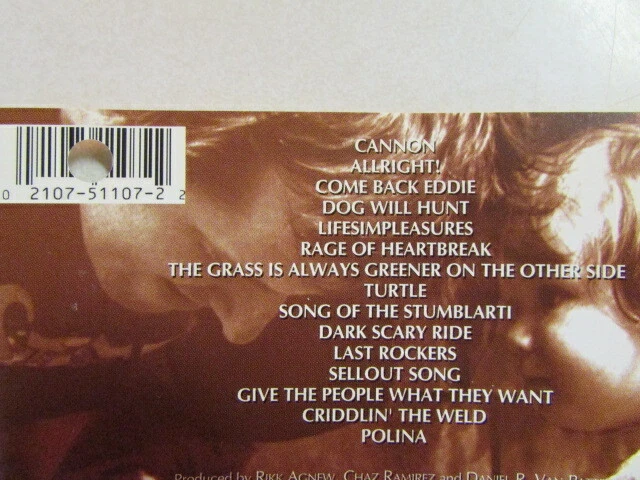 0 2107-51107-2 2
CANNON
ALLRIGHT!
COME BACK EDDIE
DOG WILL HUNT
LIFESIMPLEASURES
RAGE OF HEARTBREAK
THE GRASS IS ALWAYS GREENER ON THE OTHER SIDE
TURTLE
SONG OF THE STUMBLARTI
DARK SCARY RIDE
LAST ROCKERS
SELLOUT SONG
GIVE THE PEOPLE WHAT THEY WANT
CRIDDLIN' THE WELD
POLINA
Produced by RIKK AGNEW, CHAZ RAMIREZ and DANIEL R. VAN